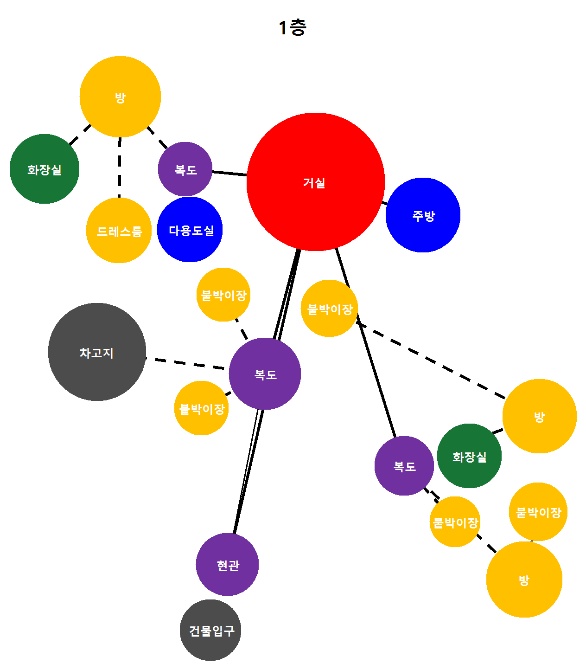 1층
방
화장실
복도
거실
드레스룸
다용도실
주방
붙박이장
붙박이장
차고지
복도
붙박이장
방
화장실
복도
붙박이장
붙박이장
현관
방
건물입구